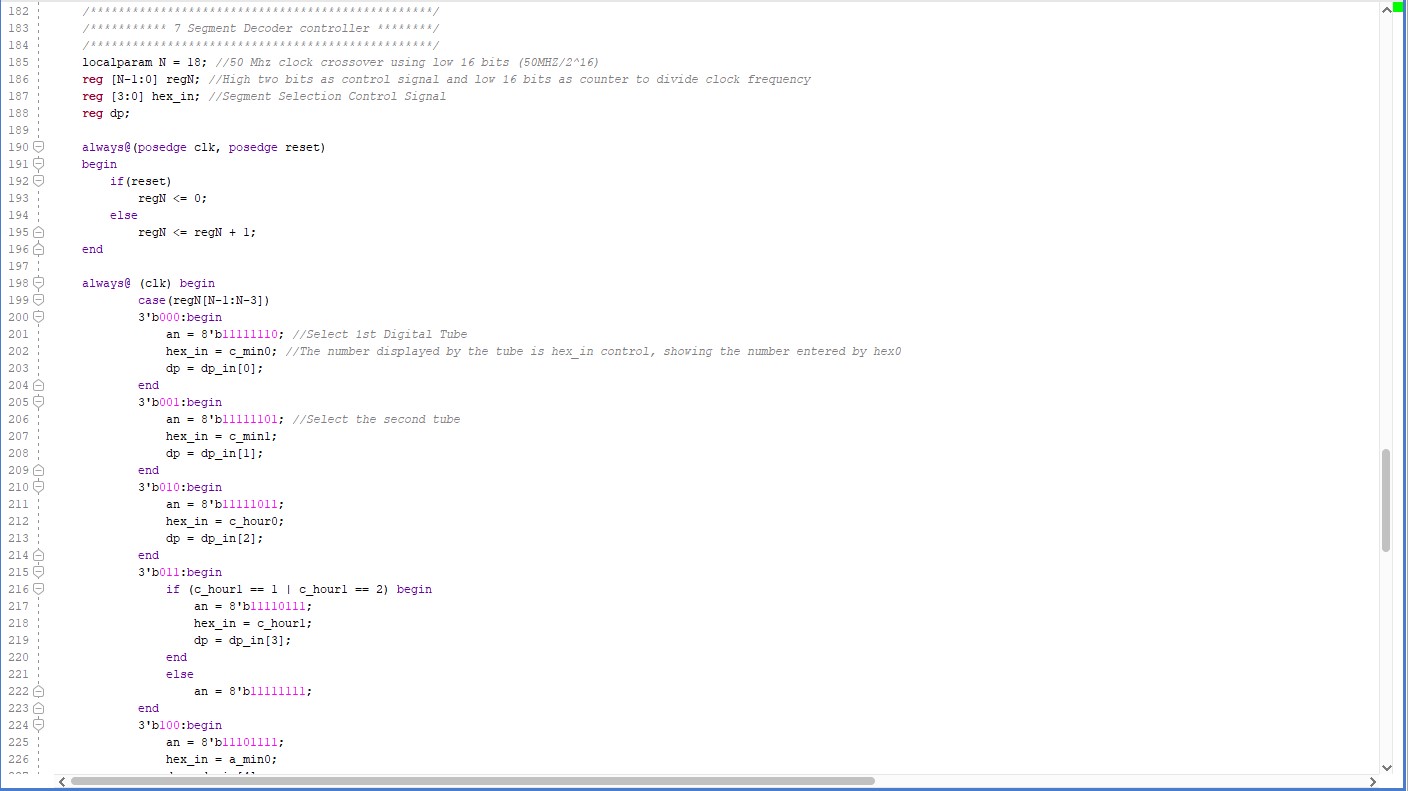 182 /*************************************************/
183 /*********** 7 Segment Decoder controller ********/
184 /*************************************************/
185 localparam N = 18; //50 Mhz clock crossover using low 16 bits (50MHZ/2^16)
186 reg [N-1:0] regN; //High two bits as control signal and low 16 bits as counter to divide clock frequency
187 reg [3:0] hex_in; //Segment Selection Control Signal
188 reg dp;
189
190 always@(posedge clk, posedge reset)
191 begin
192 if(reset)
193 regN <= 0;
194 else
195 regN <= regN + 1;
196 end
197
198 always@ (clk) begin
199 case(regN[N-1:N-3])
200 3'b000:begin
201 an = 8'b11111110; //Select 1st Digital Tube
202 hex_in = c_min0; //The number displayed by the tube is hex_in control, showing the number entered by hex0
203 dp = dp_in[0];
204 end
205 3'b001:begin
206 an = 8'b11111101; //Select the second tube
207 hex_in = c_min1;
208 dp = dp_in[1];
209 end
210 3'b010:begin
211 an = 8'b11111011;
212 hex_in = c_hour0;
213 dp = dp_in[2];
214 end
215 3'b011:begin
216 if (c_hour1 == 1 | c_hour1 == 2) begin
217 an = 8'b11110111;
218 hex_in = c_hour1;
219 dp = dp_in[3];
220 end
221 else
222 an = 8'b11111111;
223 end
224 3'b100:begin
225 an = 8'b11101111;
226 hex_in = a_min0;